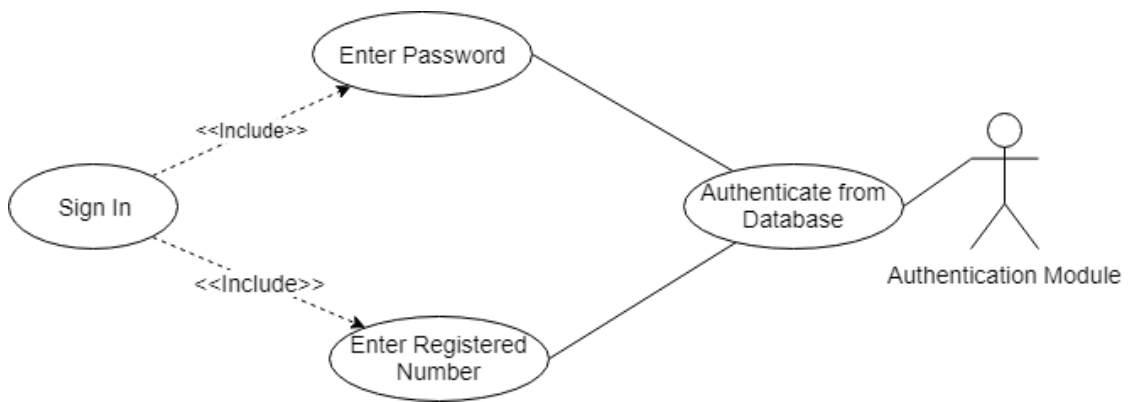 Enter Password
<<Include>>
Sign In
Authenticate from
Database
Authentication Module
<<Include>>
Enter Registered
Number